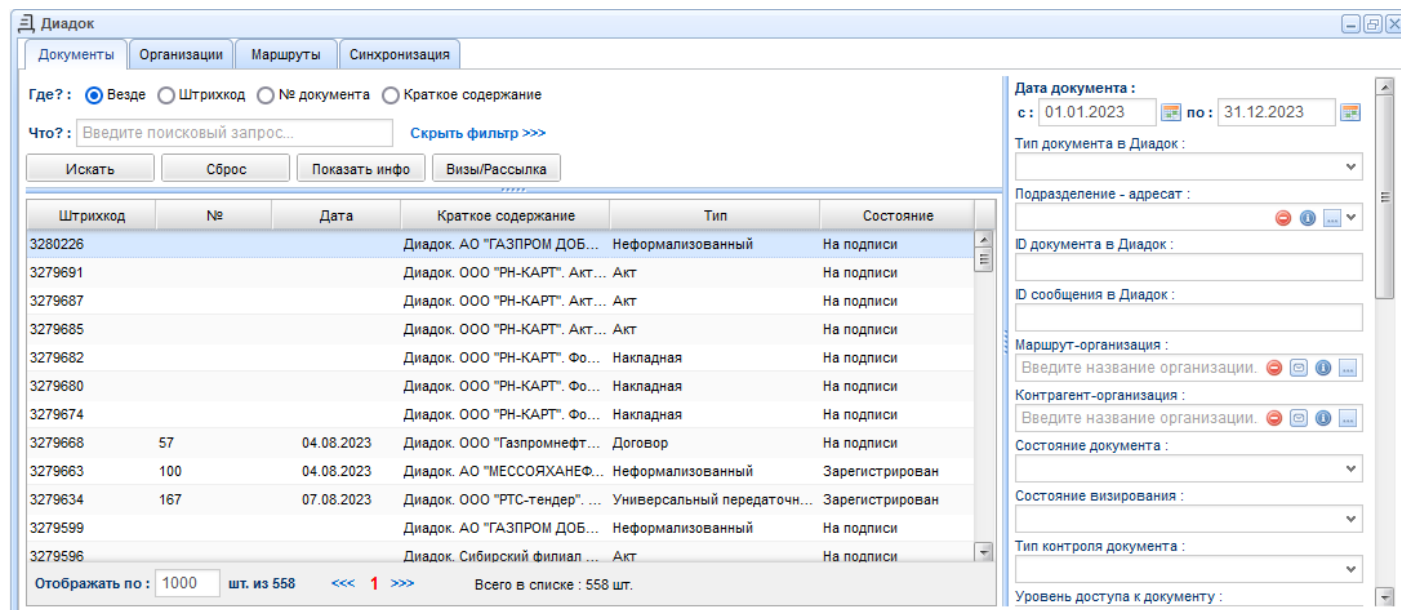 Диадок
Документы Организации Маршруты Синхронизация
Где? : Везде Штрихкод № документа Краткое содержание
Что? : Введите поисковый запрос... Скрыть фильтр >>>
Искать Сброс Показать инфо Визы/Рассылка
Штрихкод № Дата Краткое содержание Тип Состояние
3280226 Диадок. АО "ГАЗПРОМ ДОБ... Неформализованный На подписи
3279691 Диадок. ООО "РН-КАРТ". Акт... Акт На подписи
3279687 Диадок. ООО "РН-КАРТ". Акт... Акт На подписи
3279685 Диадок. ООО "РН-КАРТ". Акт... Акт На подписи
3279682 Диадок. ООО "РН-КАРТ". Фо... Накладная На подписи
3279680 Диадок. ООО "РН-КАРТ". Фо... Накладная На подписи
3279674 Диадок. ООО "РН-КАРТ". Фо... Накладная На подписи
3279668 57 04.08.2023 Диадок. ООО "Газпромнефт... Договор На подписи
3279663 100 04.08.2023 Диадок. АО "МЕССОЯХАНЕФ... Неформализованный Зарегистрирован
3279634 167 07.08.2023 Диадок. ООО "РТС-тендер". ... Универсальный передаточн... Зарегистрирован
3279599 Диадок. АО "ГАЗПРОМ ДОБ... Неформализованный На подписи
3279596 Диадок. Сибирский филиал ... Акт На подписи
Отображать по : 1000 шт. из 558 <<< 1 >>> Всего в списке : 558 шт.
Дата документа :
с : 01.01.2023 по : 31.12.2023
Тип документа в Диадок :
Подразделение - адресат :
ID документа в Диадок :
ID сообщения в Диадок :
Маршрут-организация :
Введите название организации.
Контрагент-организация :
Введите название организации.
Состояние документа :
Состояние визирования :
Тип контроля документа :
Уровень доступа к документу :